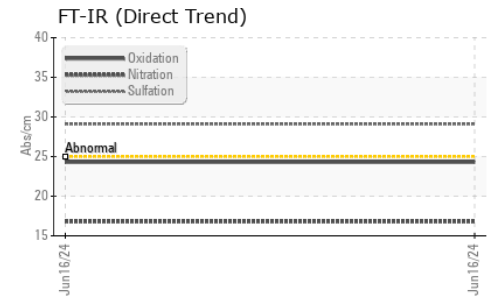 FT-IR (Direct Trend)
40
Oxidation
Nitration
Sulfation
35
30
Abs/cm
Abnormal
25
20
15
Jun16/24
Jun16/24